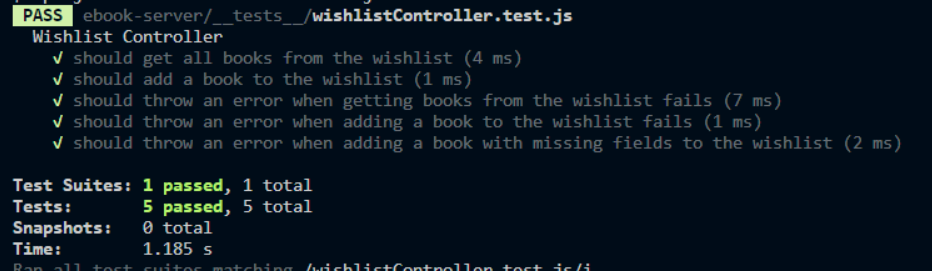 PASS ebook-server/__tests__/wishlistController.test.js
Wishlist Controller
√ should get all books from the wishlist (4 ms)
√ should add a book to the wishlist (1 ms)
√ should throw an error when getting books from the wishlist fails (7 ms)
√ should throw an error when adding a book to the wishlist fails (1 ms)
√ should throw an error when adding a book with missing fields to the wishlist (2 ms)
Test Suites: 1 passed, 1 total
Tests: 5 passed, 5 total
Snapshots: 0 total
Time: 1.185 s
Ran all test suites matching /wishlistController.test.js/i